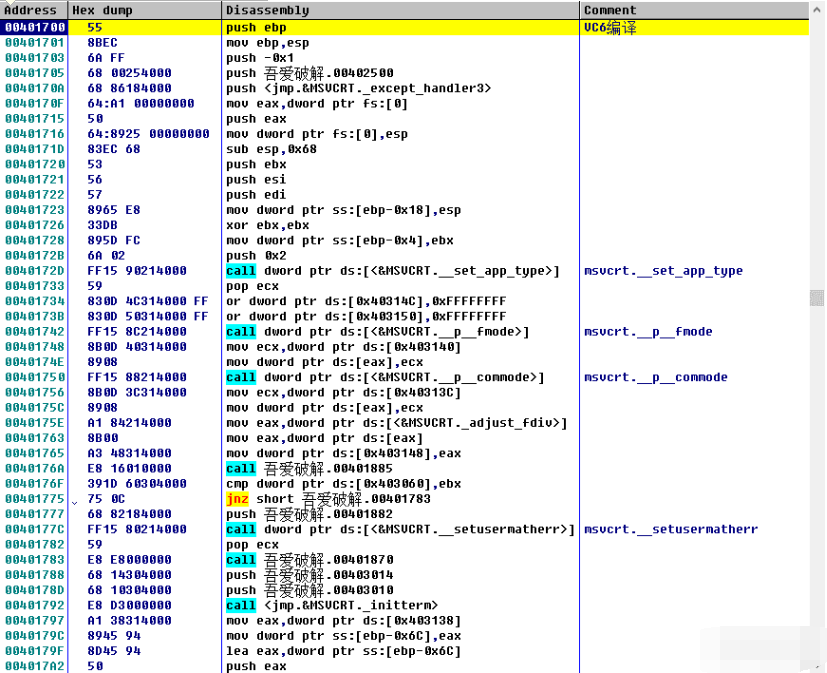 Address Hex dump Disassembly Comment
00401700 55 push ebp VC6编译
00401701 8BEC mov ebp,esp
00401703 6A FF push -0x1
00401705 68 00254000 push 吾爱破解.00402500
0040170A 68 86184000 push <jmp.&MSVCRT._except_handler3>
0040170F 64:A1 00000000 mov eax,dword ptr fs:[0]
00401715 50 push eax
00401716 64:8925 00000000 mov dword ptr fs:[0],esp
0040171D 83EC 68 sub esp,0x68
00401720 53 push ebx
00401721 56 push esi
00401722 57 push edi
00401723 8965 E8 mov dword ptr ss:[ebp-0x18],esp
00401726 33DB xor ebx,ebx
00401728 895D FC mov dword ptr ss:[ebp-0x4],ebx
0040172B 6A 02 push 0x2
0040172D FF15 90214000 call dword ptr ds:[<&MSVCRT.__set_app_type>] msvcrt.__set_app_type
00401733 59 pop ecx
00401734 830D 4C314000 FF or dword ptr ds:[0x40314C],0xFFFFFFFF
0040173B 830D 50314000 FF or dword ptr ds:[0x403150],0xFFFFFFFF
00401742 FF15 8C214000 call dword ptr ds:[<&MSVCRT.__p__fmode>] msvcrt.__p__fmode
00401748 8B0D 40314000 mov ecx,dword ptr ds:[0x403140]
0040174E 8908 mov dword ptr ds:[eax],ecx
00401750 FF15 88214000 call dword ptr ds:[<&MSVCRT.__p__commode>] msvcrt.__p__commode
00401756 8B0D 3C314000 mov ecx,dword ptr ds:[0x40313C]
0040175C 8908 mov dword ptr ds:[eax],ecx
0040175E A1 84214000 mov eax,dword ptr ds:[<&MSVCRT._adjust_fdiv>]
00401763 8B00 mov eax,dword ptr ds:[eax]
00401765 A3 48314000 mov dword ptr ds:[0x403148],eax
0040176A E8 16010000 call 吾爱破解.00401885
0040176F 391D 60304000 cmp dword ptr ds:[0x403060],ebx
00401775 75 0C jnz short 吾爱破解.00401783
00401777 68 82184000 push 吾爱破解.00401882
0040177C FF15 80214000 call dword ptr ds:[<&MSVCRT.__setusermatherr>] msvcrt.__setusermatherr
00401782 59 pop ecx
00401783 E8 E8000000 call 吾爱破解.00401870
00401788 68 14304000 push 吾爱破解.00403014
0040178D 68 10304000 push 吾爱破解.00403010
00401792 E8 D3000000 call <jmp.&MSVCRT._initterm>
00401797 A1 38314000 mov eax,dword ptr ds:[0x403138]
0040179C 8945 94 mov dword ptr ss:[ebp-0x6C],eax
0040179F 8D45 94 lea eax,dword ptr ss:[ebp-0x6C]
004017A2 50 push eax